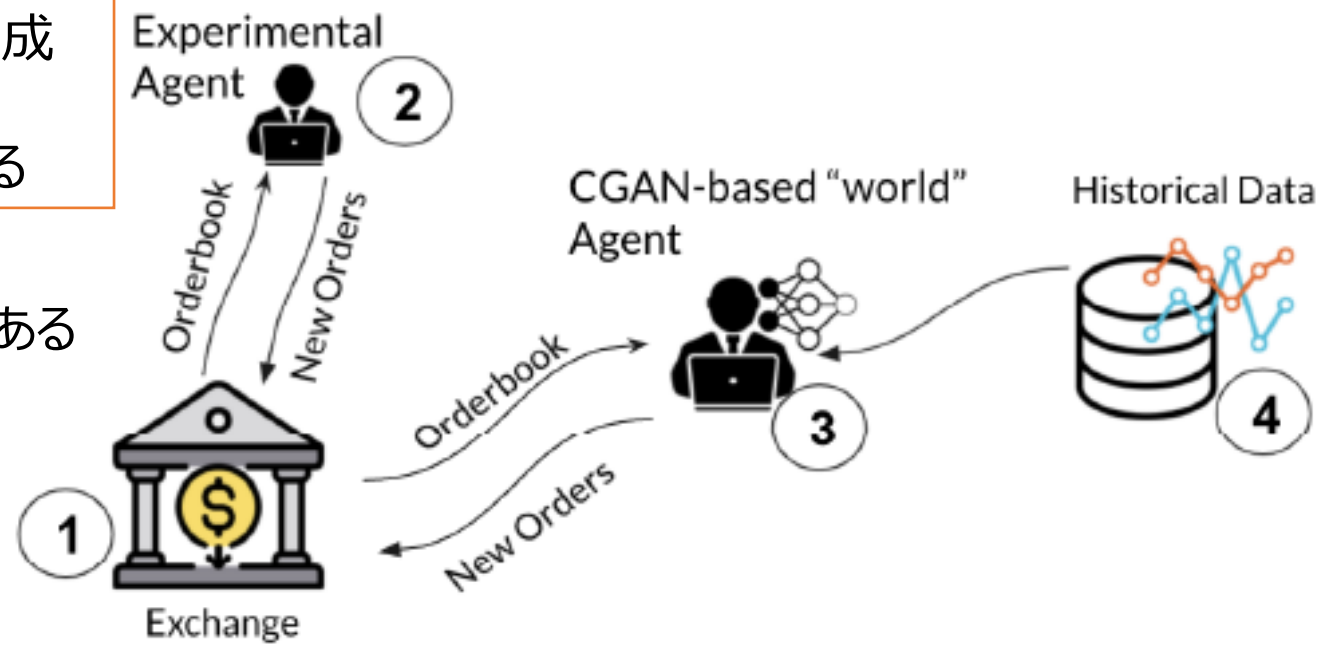 成
る
ある
Experimental
Agent
2
Orderbook
New Orders
CGAN-based “world”
Agent
3
Historical Data
4
Orderbook
New Orders
1
$
Exchange